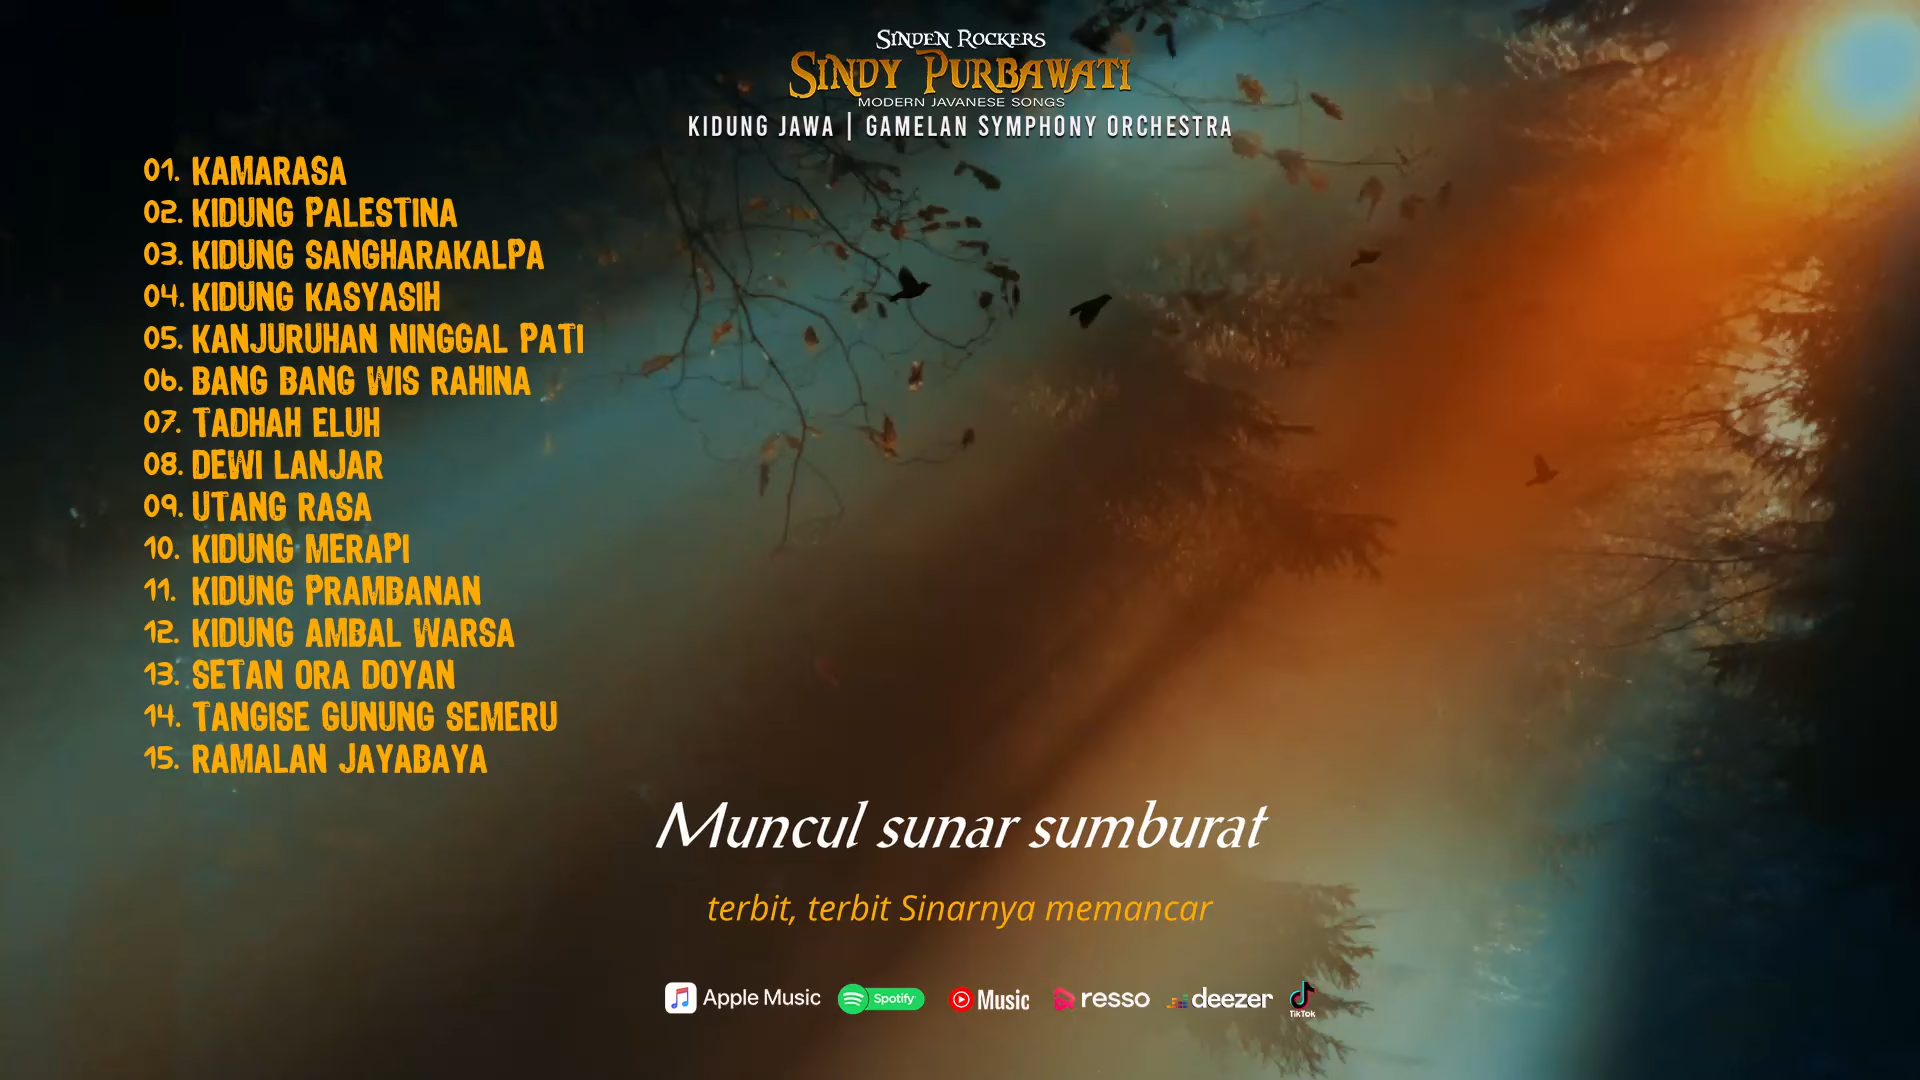 SINDEN ROCKERS
SINDY PURBAWATI
MODERN JAVANESE SONGS
KIDUNG JAWA | GAMELAN SYMPHONY ORCHESTRA
01. KAMARASA
02. KIDUNG PALESTINA
03. KIDUNG SANGHARAKALPA
04. KIDUNG KASYASIH
05. KANJURUHAN NINGGAL PATI
06. BANG BANG WIS RAHINA
07. TADHAH ELUH
08. DEWI LANJAR
09. UTANG RASA
10. KIDUNG MERAPI
11. KIDUNG PRAMBANAN
12. KIDUNG AMBAL WARSA
13. SETAN ORA DOYAN
14. TANGISE GUNUNG SEMERU
15. RAMALAN JAYABAYA
Muncul sunar sumburat
terbit, terbit Sinarnya memancar
Apple Music Spotify Music resso deezer TikTok